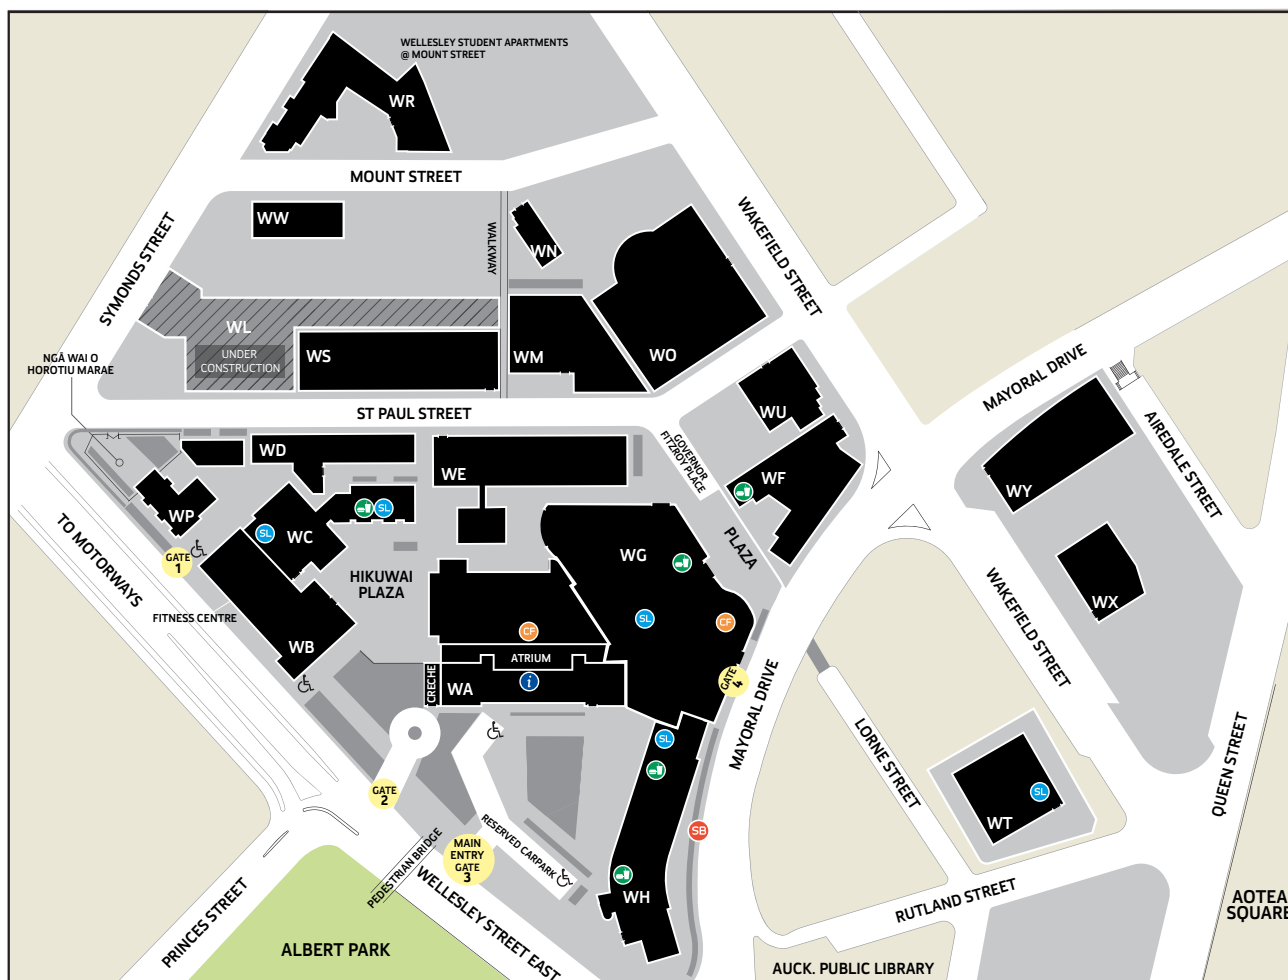 WELLESLEY STUDENT APARTMENTS
@ MOUNT STREET
WR
MOUNT STREET
WW
WN
WALKWAY
SYMONDS STREET
WAKEFIELD STREET
WL
UNDER
CONSTRUCTION
WS
WM
WO
NGĀ WAI O
HOROTIU MARAE
MAYORAL DRIVE
ST PAUL STREET
WU
AIREDALE STREET
GOVERNOR
FITZROY PLACE
WD
WE
WF
WY
WP
SL
SL
WC
PLAZA
WG
TO MOTORWAYS
GATE
1
HIKUWAI
PLAZA
WX
WAKEFIELD STREET
FITNESS CENTRE
SL
CF
CF
WB
ATRIUM
CRECHE
WA
i
GATE
4
MAYORAL DRIVE
SL
LORNE STREET
QUEEN STREET
GATE
2
SL
WT
RESERVED CARPARK
SB
MAIN
ENTRY
GATE
3
PEDESTRIAN BRIDGE
WELLESLEY STREET EAST
WH
RUTLAND STREET
PRINCES STREET
ALBERT PARK
AOTEA
SQUARE
AUCK. PUBLIC LIBRARY